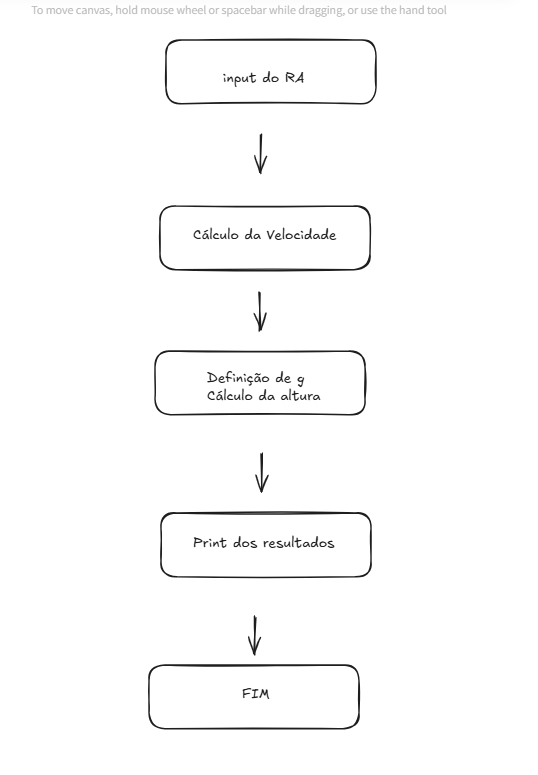 To move canvas, hold mouse wheel or spacebar while dragging, or use the hand tool
input do RA
Cálculo da Velocidade
Definição de g
Cálculo da altura
Print dos resultados
FIM